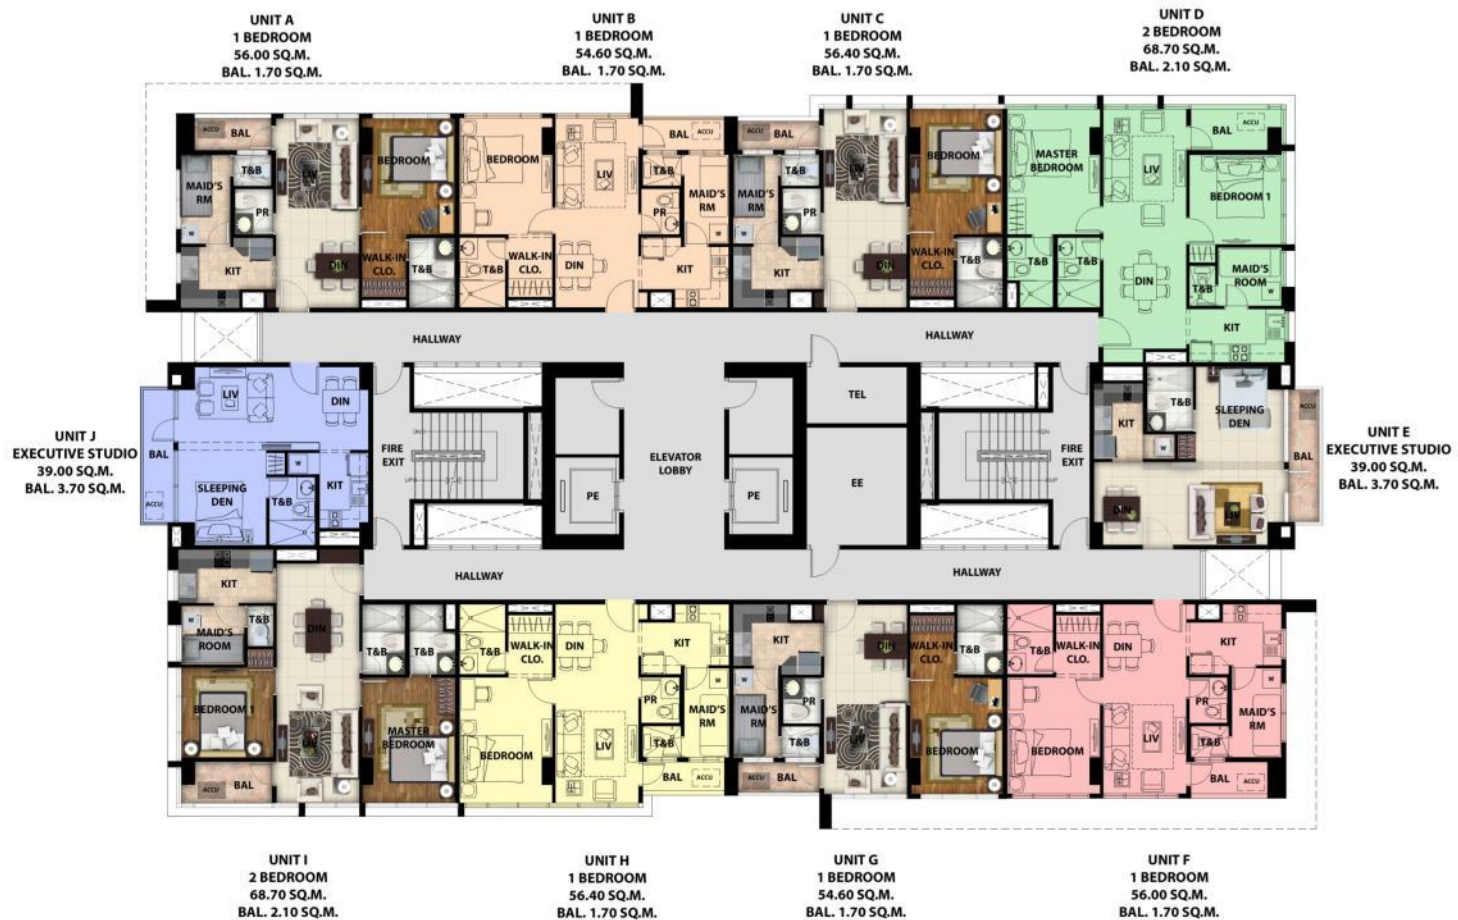 UNIT A
1 BEDROOM
56.00 SQ.M.
BAL. 1.70 SQ.M.
UNIT B
1 BEDROOM
54.60 SQ.M.
BAL. 1.70 SQ.M.
UNIT C
1 BEDROOM
56.40 SQ.M.
BAL. 1.70 SQ.M.
UNIT D
2 BEDROOM
68.70 SQ.M.
BAL. 2.10 SQ.M.
ACCU
BAL
MAID'S
RM
T&B
PR
W
KIT
LIV
DIN
BEDROOM
WALK-IN
CLO.
T&B
BEDROOM
T&B
WALK-IN
CLO.
LIV
DIN
BAL
ACCU
T&B
MAID'S
RM
PR
W
KIT
ACCU
BAL
MAID'S
RM
T&B
PR
W
KIT
LIV
DIN
BEDROOM
WALK-IN
CLO.
T&B
MASTER
BEDROOM
T&B
T&B
LIV
DIN
BAL
ACCU
BEDROOM 1
MAID'S
ROOM
T&B
W
KIT
HALLWAY
HALLWAY
UNIT J
EXECUTIVE STUDIO
39.00 SQ.M.
BAL. 3.70 SQ.M.
BAL
ACCU
LIV
DIN
SLEEPING
DEN
W
T&B
KIT
FIRE
EXIT
PE
ELEVATOR
LOBBY
PE
TEL
EE
FIRE
EXIT
KIT
T&B
W
SLEEPING
DEN
DIN
LIV
ACCU
BAL
UNIT E
EXECUTIVE STUDIO
39.00 SQ.M.
BAL. 3.70 SQ.M.
HALLWAY
HALLWAY
KIT
W
MAID'S
ROOM
T&B
BEDROOM 1
ACCU
BAL
DIN
LIV
T&B
T&B
MASTER
BEDROOM
T&B
WALK-IN
CLO.
BEDROOM
DIN
LIV
KIT
W
PR
MAID'S
RM
T&B
BAL
ACCU
KIT
W
MAID'S
RM
PR
T&B
ACCU
BAL
DIN
LIV
WALK-IN
CLO.
T&B
BEDROOM
T&B
WALK-IN
CLO.
BEDROOM
DIN
LIV
KIT
W
PR
MAID'S
RM
T&B
BAL
ACCU
UNIT I
2 BEDROOM
68.70 SQ.M.
BAL. 2.10 SQ.M.
UNIT H
1 BEDROOM
56.40 SQ.M.
BAL. 1.70 SQ.M.
UNIT G
1 BEDROOM
54.60 SQ.M.
BAL. 1.70 SQ.M.
UNIT F
1 BEDROOM
56.00 SQ.M.
BAL. 1.70 SQ.M.